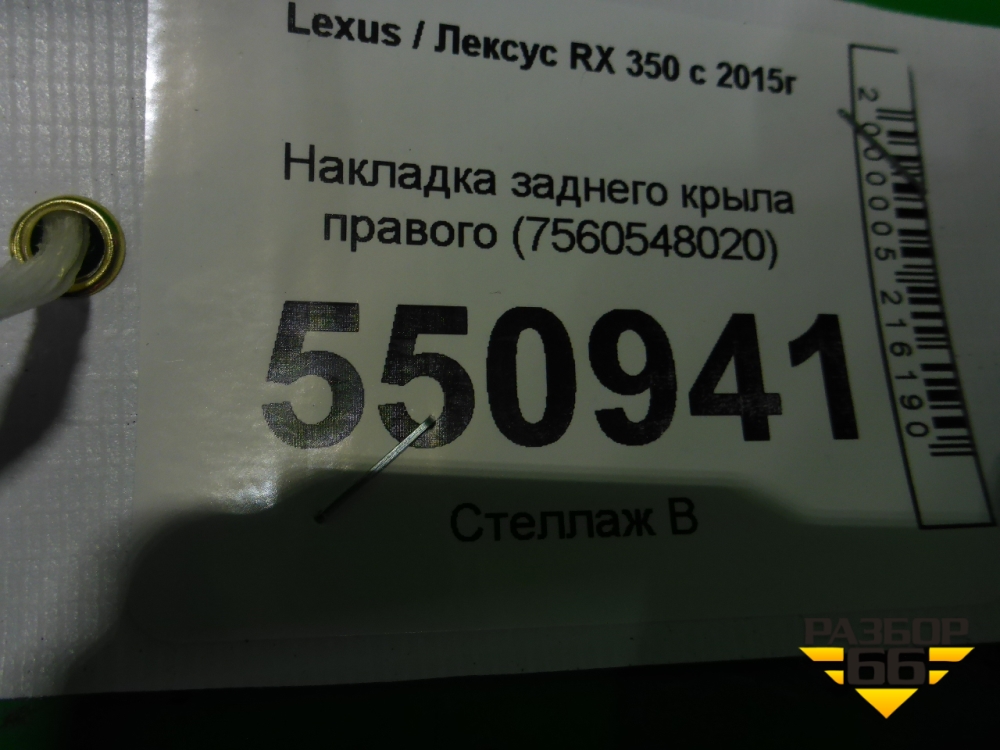 Lexus / Лексус RX 350 с 2015г
Накладка заднего крыла
правого (7560548020)
550941
Стеллаж В
2000005216190
РАЗБОР
66